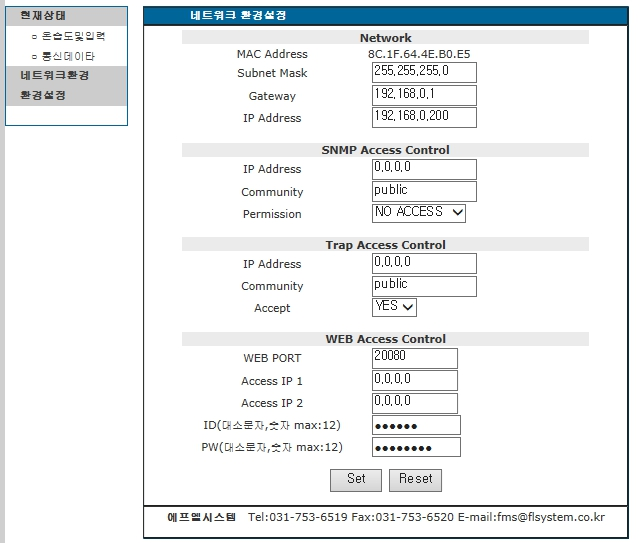 현재상태
온습도및입력
통신데이타
네트워크환경
환경설정
네트워크 환경설정
Network
MAC Address 8C.1F.64.4E.B0.E5
Subnet Mask 255.255.255.0
Gateway 192.168.0.1
IP Address 192.168.0.200
SNMP Access Control
IP Address 0.0.0.0
Community public
Permission NO ACCESS
Trap Access Control
IP Address 0.0.0.0
Community public
Accept YES
WEB Access Control
WEB PORT 20080
Access IP 1 0.0.0.0
Access IP 2 0.0.0.0
ID(대소문자,숫자 max:12) ●●●●●●
PW(대소문자,숫자 max:12) ●●●●●●●●
Set Reset
에프엘시스템 Tel:031-753-6519 Fax:031-753-6520 E-mail:fms@flsystem.co.kr